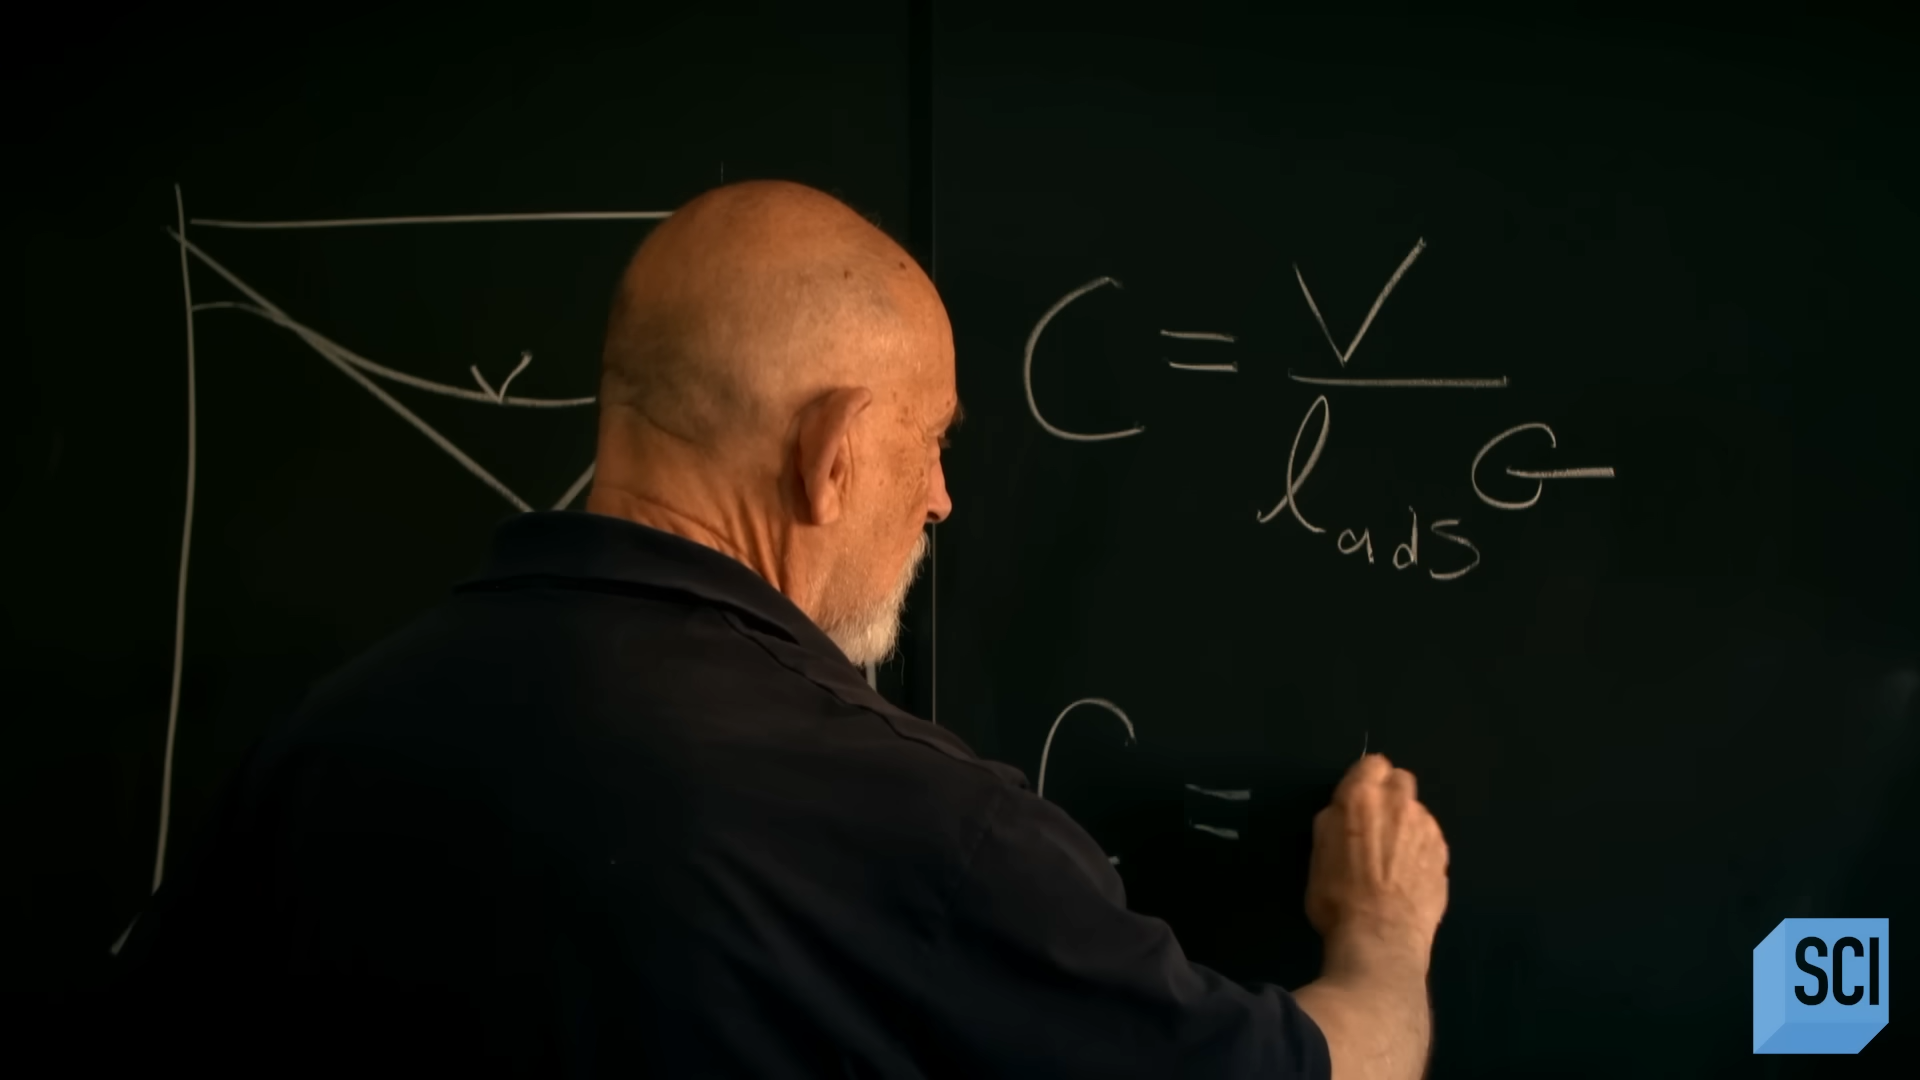 C = V / l_ads G
C =
SCI